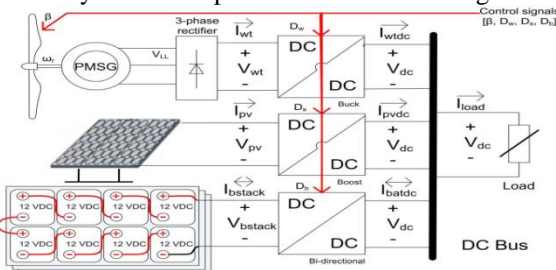 β
Control signals
[β, Dw, Ds, Db]
3-phase
rectifier
Iwt
Dw
DC
Iwtdc
ωr
PMSG
VLL
+
Vwt
-
+
Vdc
-
DC
Buck
Ipv
Ds
DC
Ipvdc
Iload
+
Vpv
-
+
Vdc
-
+
Vdc
-
DC
Boost
Load
12 VDC 12 VDC 12 VDC 12 VDC
12 VDC 12 VDC 12 VDC 12 VDC
Ibstack
Db
DC
Ibatdc
+
Vbstack
-
+
Vdc
-
DC
Bi-directional
DC Bus